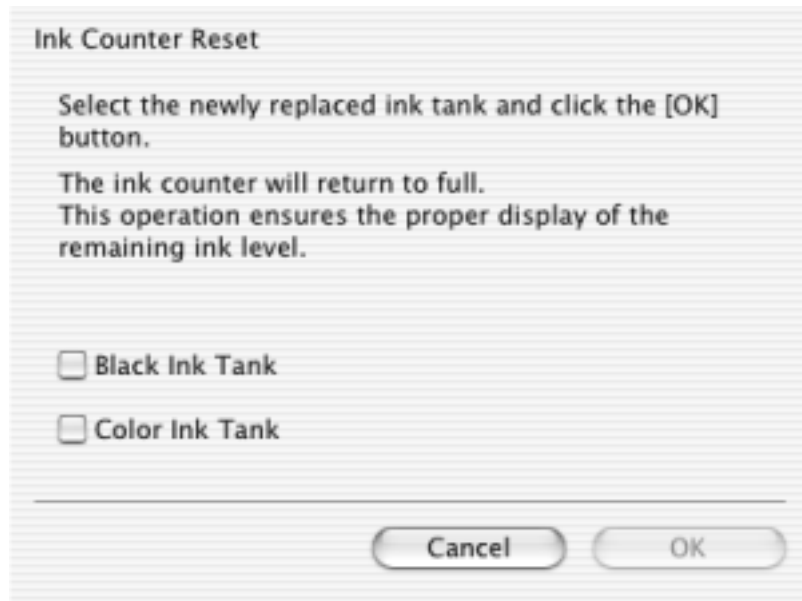 Ink Counter Reset
Select the newly replaced ink tank and click the [OK]
button.
The ink counter will return to full.
This operation ensures the proper display of the
remaining ink level.
Black Ink Tank
Color Ink Tank
Cancel OK